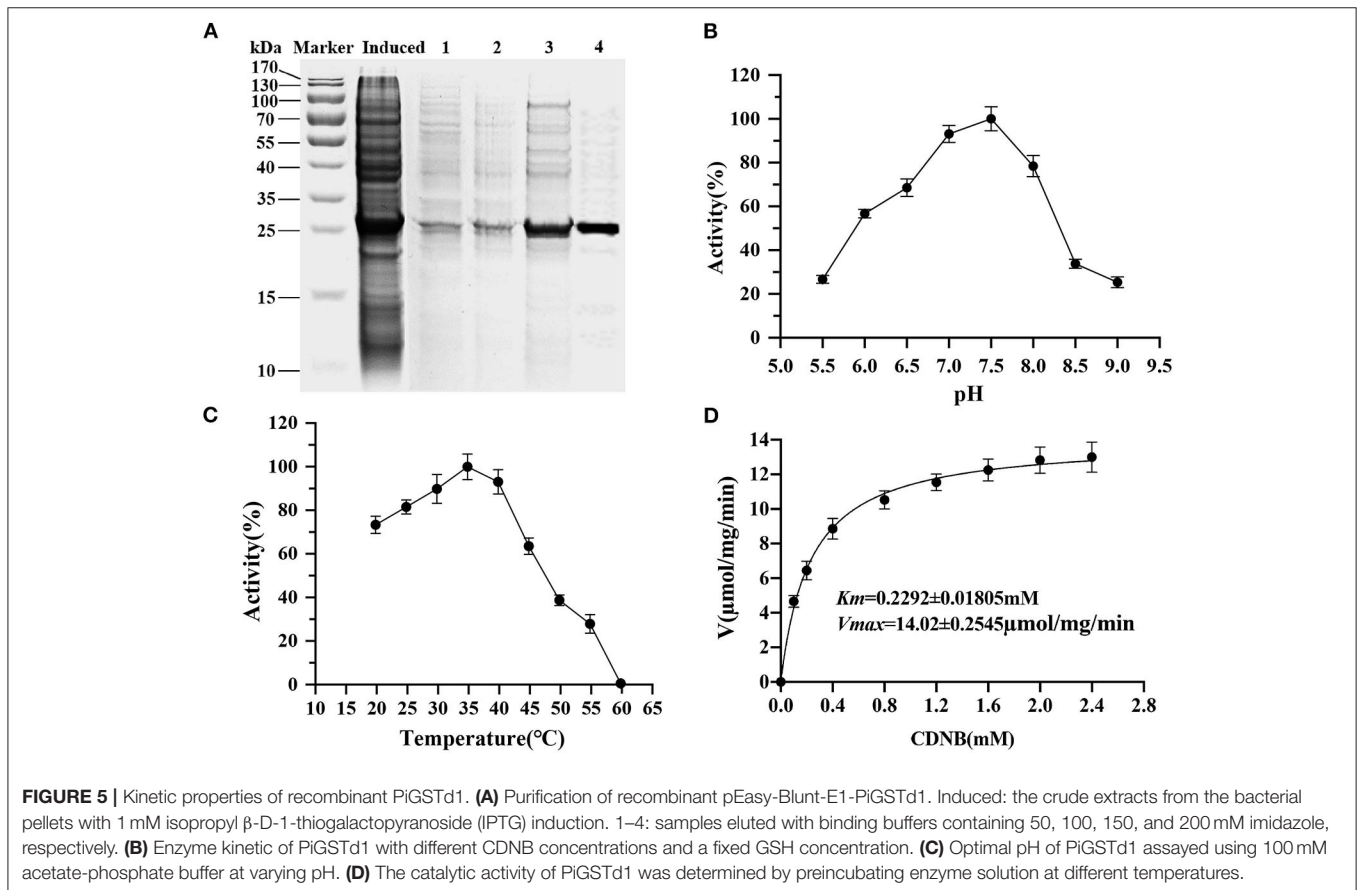 A
kDa Marker Induced 1 2 3 4
170
130
100
70
55
40
35
25
15
10
B
Activity(%)
120
100
80
60
40
20
0
5.0 5.5 6.0 6.5 7.0 7.5 8.0 8.5 9.0 9.5
pH
C
Activity(%)
120
100
80
60
40
20
0
10 15 20 25 30 35 40 45 50 55 60 65
Temperature(°C)
D
V(μmol/mg/min)
14
12
10
8
6
4
2
0
Km=0.2292±0.01805mM
Vmax=14.02±0.2545μmol/mg/min
0.0 0.4 0.8 1.2 1.6 2.0 2.4 2.8
CDNB(mM)
FIGURE 5 | Kinetic properties of recombinant PiGSTd1. (A) Purification of recombinant pEasy-Blunt-E1-PiGSTd1. Induced: the crude extracts from the bacterial
pellets with 1 mM isopropyl β-D-1-thiogalactopyranoside (IPTG) induction. 1–4: samples eluted with binding buffers containing 50, 100, 150, and 200 mM imidazole,
respectively. (B) Enzyme kinetic of PiGSTd1 with different CDNB concentrations and a fixed GSH concentration. (C) Optimal pH of PiGSTd1 assayed using 100 mM
acetate-phosphate buffer at varying pH. (D) The catalytic activity of PiGSTd1 was determined by preincubating enzyme solution at different temperatures.